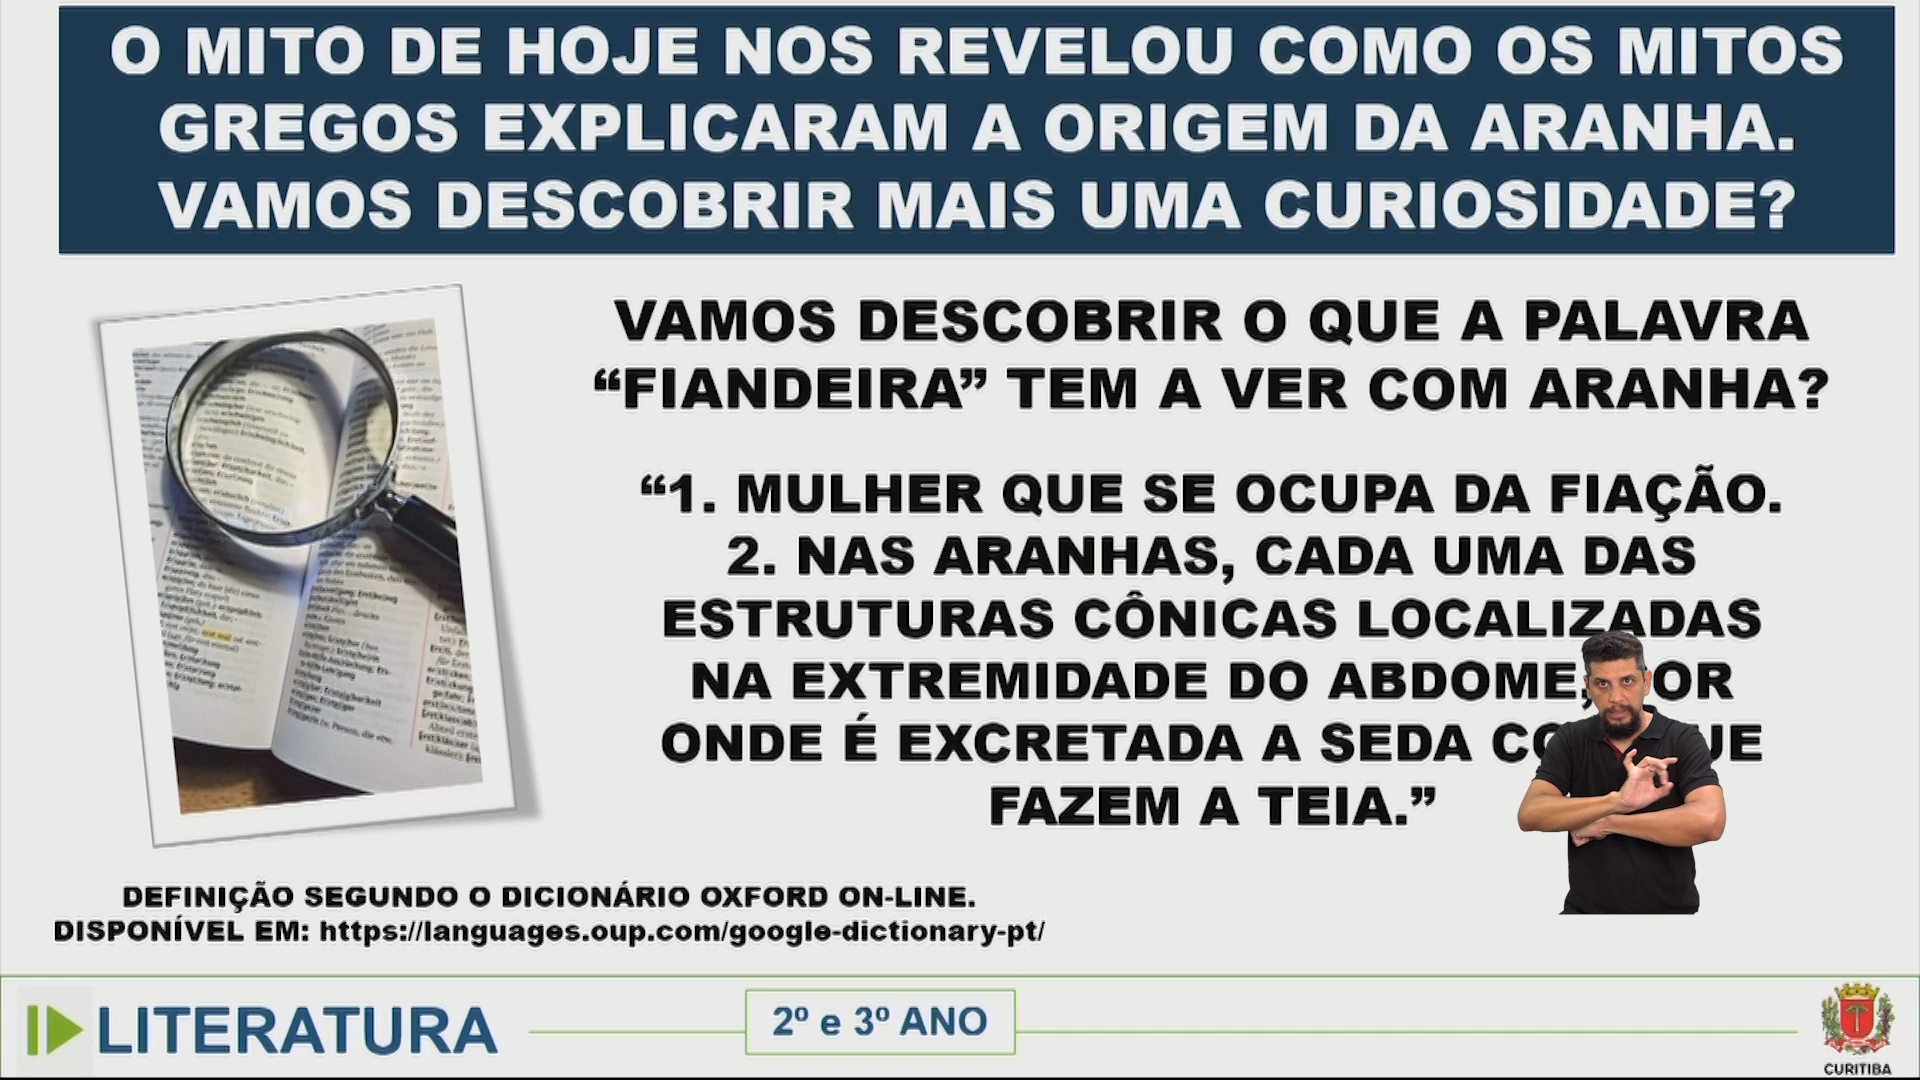 O MITO DE HOJE NOS REVELOU COMO OS MITOS
GREGOS EXPLICARAM A ORIGEM DA ARANHA.
VAMOS DESCOBRIR MAIS UMA CURIOSIDADE?
VAMOS DESCOBRIR O QUE A PALAVRA
“FIANDEIRA” TEM A VER COM ARANHA?
“1. MULHER QUE SE OCUPA DA FIAÇÃO.
2. NAS ARANHAS, CADA UMA DAS
ESTRUTURAS CÔNICAS LOCALIZADAS
NA EXTREMIDADE DO ABDOME,
ONDE É EXCRETADA A SEDA
FAZEM A TEIA.”
DEFINIÇÃO SEGUNDO O DICIONÁRIO OXFORD ON-LINE.
DISPONÍVEL EM: https://languages.oup.com/google-dictionary-pt/
LITERATURA
2º e 3º ANO
CURITIBA